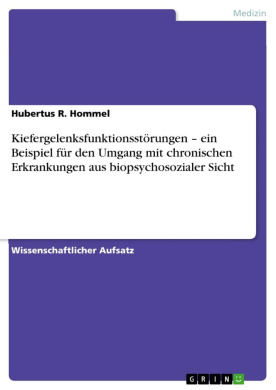 Medizin
Hubertus R. Hommel
Kiefergelenksfunktionsstörungen – ein
Beispiel für den Umgang mit chronischen
Erkrankungen aus biopsychosozialer Sicht
Wissenschaftlicher Aufsatz
GRIN